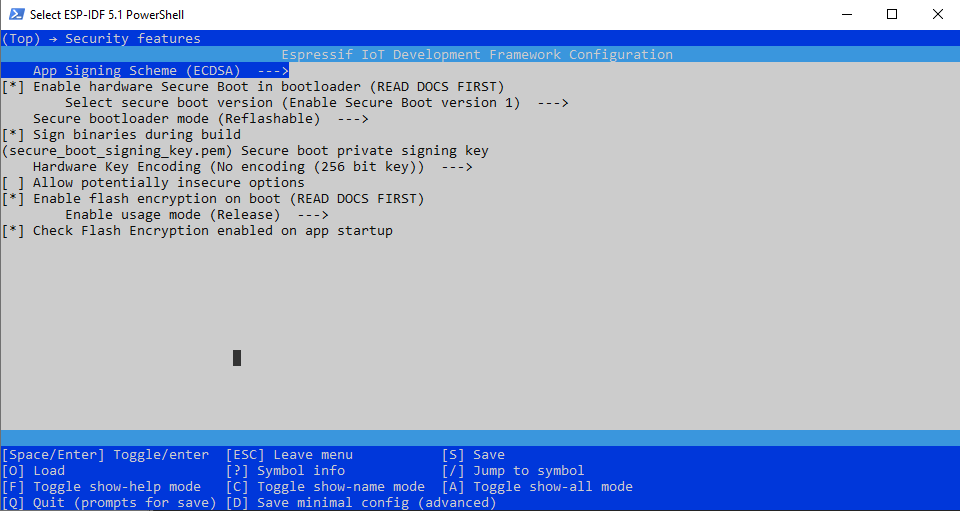 Select ESP-IDF 5.1 PowerShell
(Top) → Security features
Espressif IoT Development Framework Configuration
App Signing Scheme (ECDSA)  --->
[*] Enable hardware Secure Boot in bootloader (READ DOCS FIRST)
Select secure boot version (Enable Secure Boot version 1)  --->
Secure bootloader mode (Reflashable)  --->
[*] Sign binaries during build
(secure_boot_signing_key.pem) Secure boot private signing key
Hardware Key Encoding (No encoding (256 bit key))  --->
[ ] Allow potentially insecure options
[*] Enable flash encryption on boot (READ DOCS FIRST)
Enable usage mode (Release)  --->
[*] Check Flash Encryption enabled on app startup
[Space/Enter] Toggle/enter  [ESC] Leave menu  [S] Save
[O] Load  [?] Symbol info  [/] Jump to symbol
[F] Toggle show-help mode  [C] Toggle show-name mode  [A] Toggle show-all mode
[Q] Quit (prompts for save)  [D] Save minimal config (advanced)